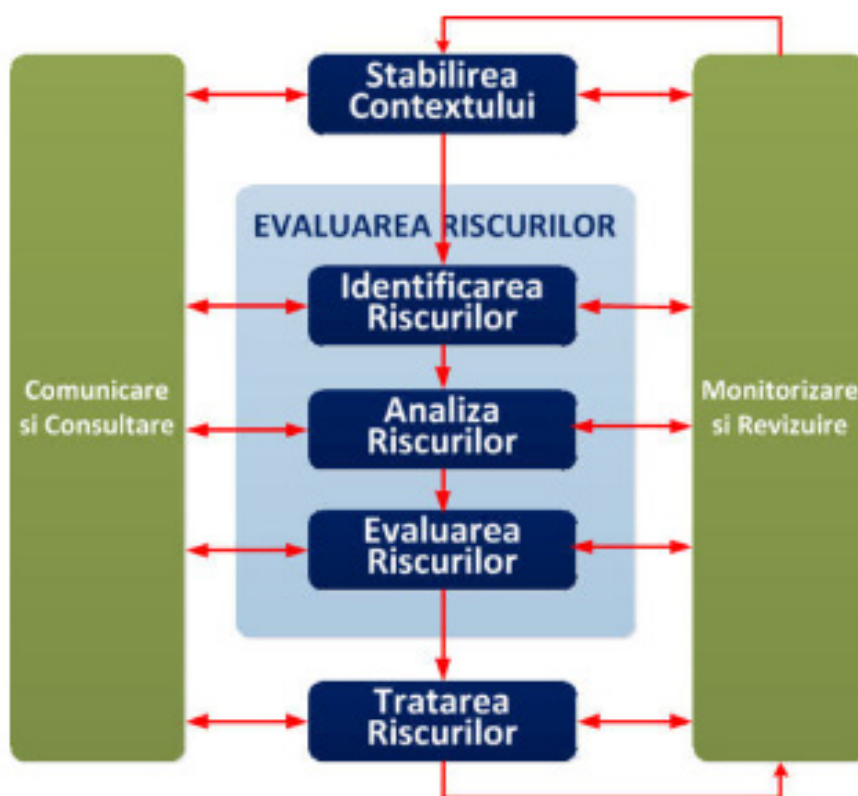 Stabilirea
Contextului
EVALUAREA RISCURILOR
Identificarea
Riscurilor
Comunicare
si Consultare
Analiza
Riscurilor
Monitorizare
si Revizuire
Evaluarea
Riscurilor
Tratarea
Riscurilor